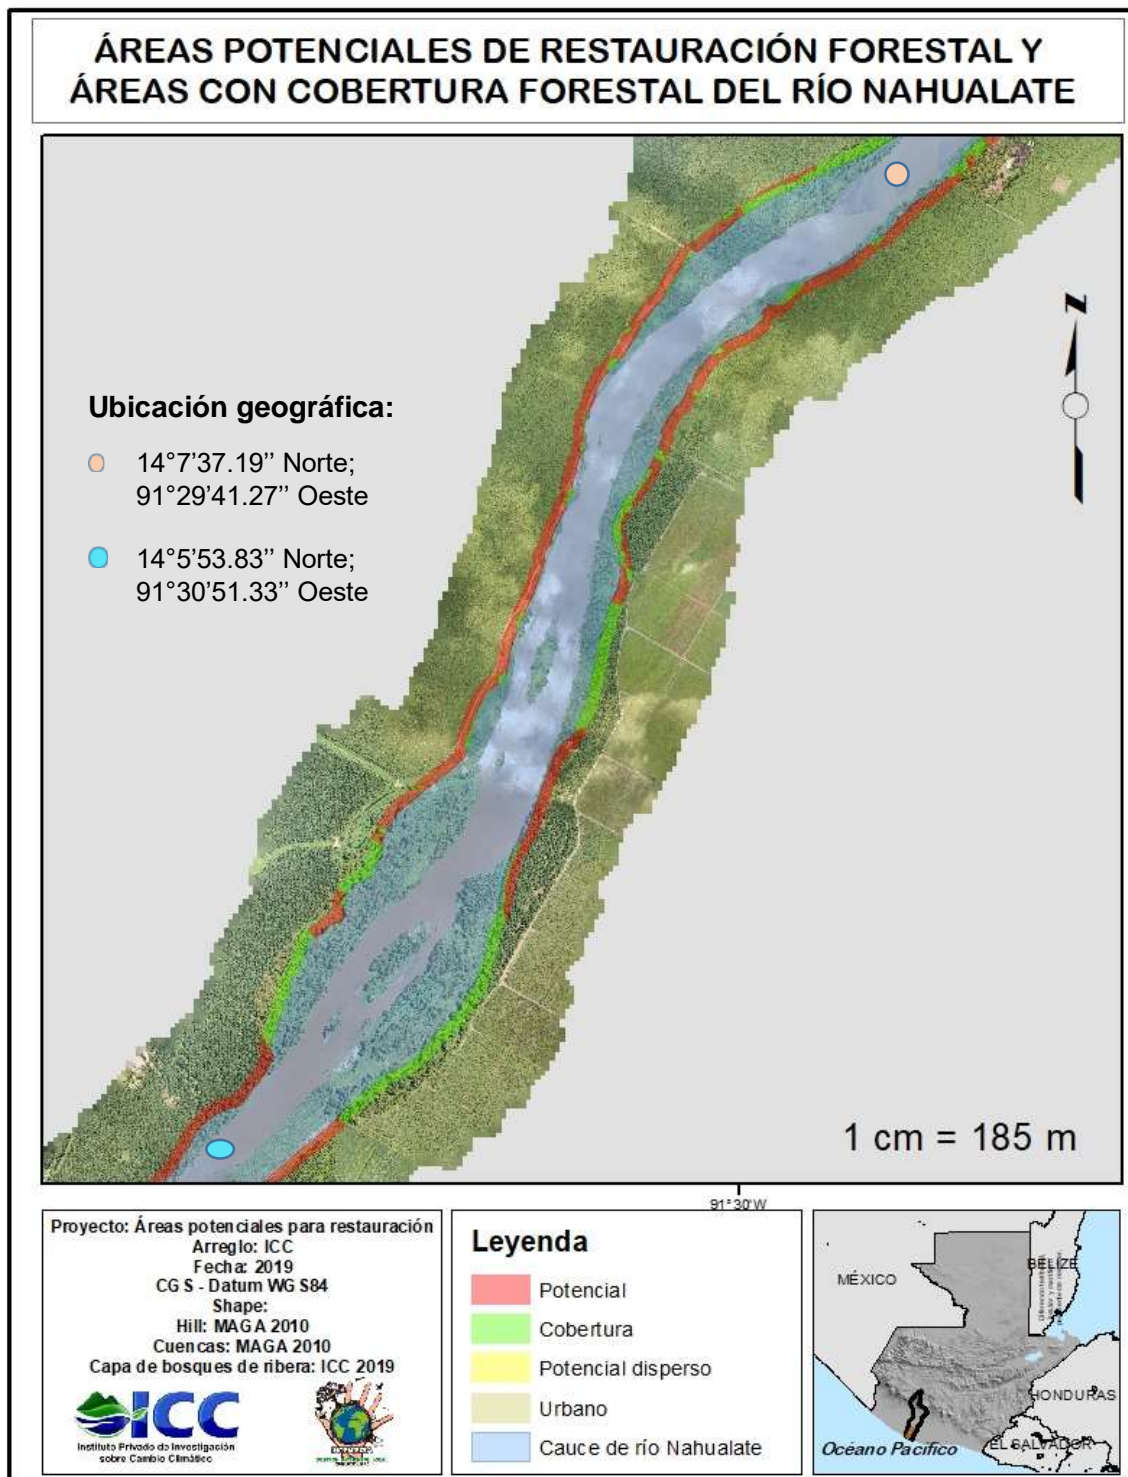 ÁREAS POTENCIALES DE RESTAURACIÓN FORESTAL Y
ÁREAS CON COBERTURA FORESTAL DEL RÍO NAHUALATE
Ubicación geográfica:
14°7'37.19'' Norte;
91°29'41.27'' Oeste
14°5'53.83'' Norte;
91°30'51.33'' Oeste
N
1 cm = 185 m
91°30'W
Proyecto: Áreas potenciales para restauración
Arreglo: ICC
Fecha: 2019
CGS - Datum WGS84
Shape:
Hill: MAGA 2010
Cuencas: MAGA 2010
Capa de bosques de ribera: ICC 2019
ICC
Instituto Privado de Investigación
sobre Cambio Climático
Leyenda
Potencial
Cobertura
Potencial disperso
Urbano
Cauce de río Nahualate
MÉXICO
BELIZE
HONDURAS
EL SALVADOR
Océano Pacífico